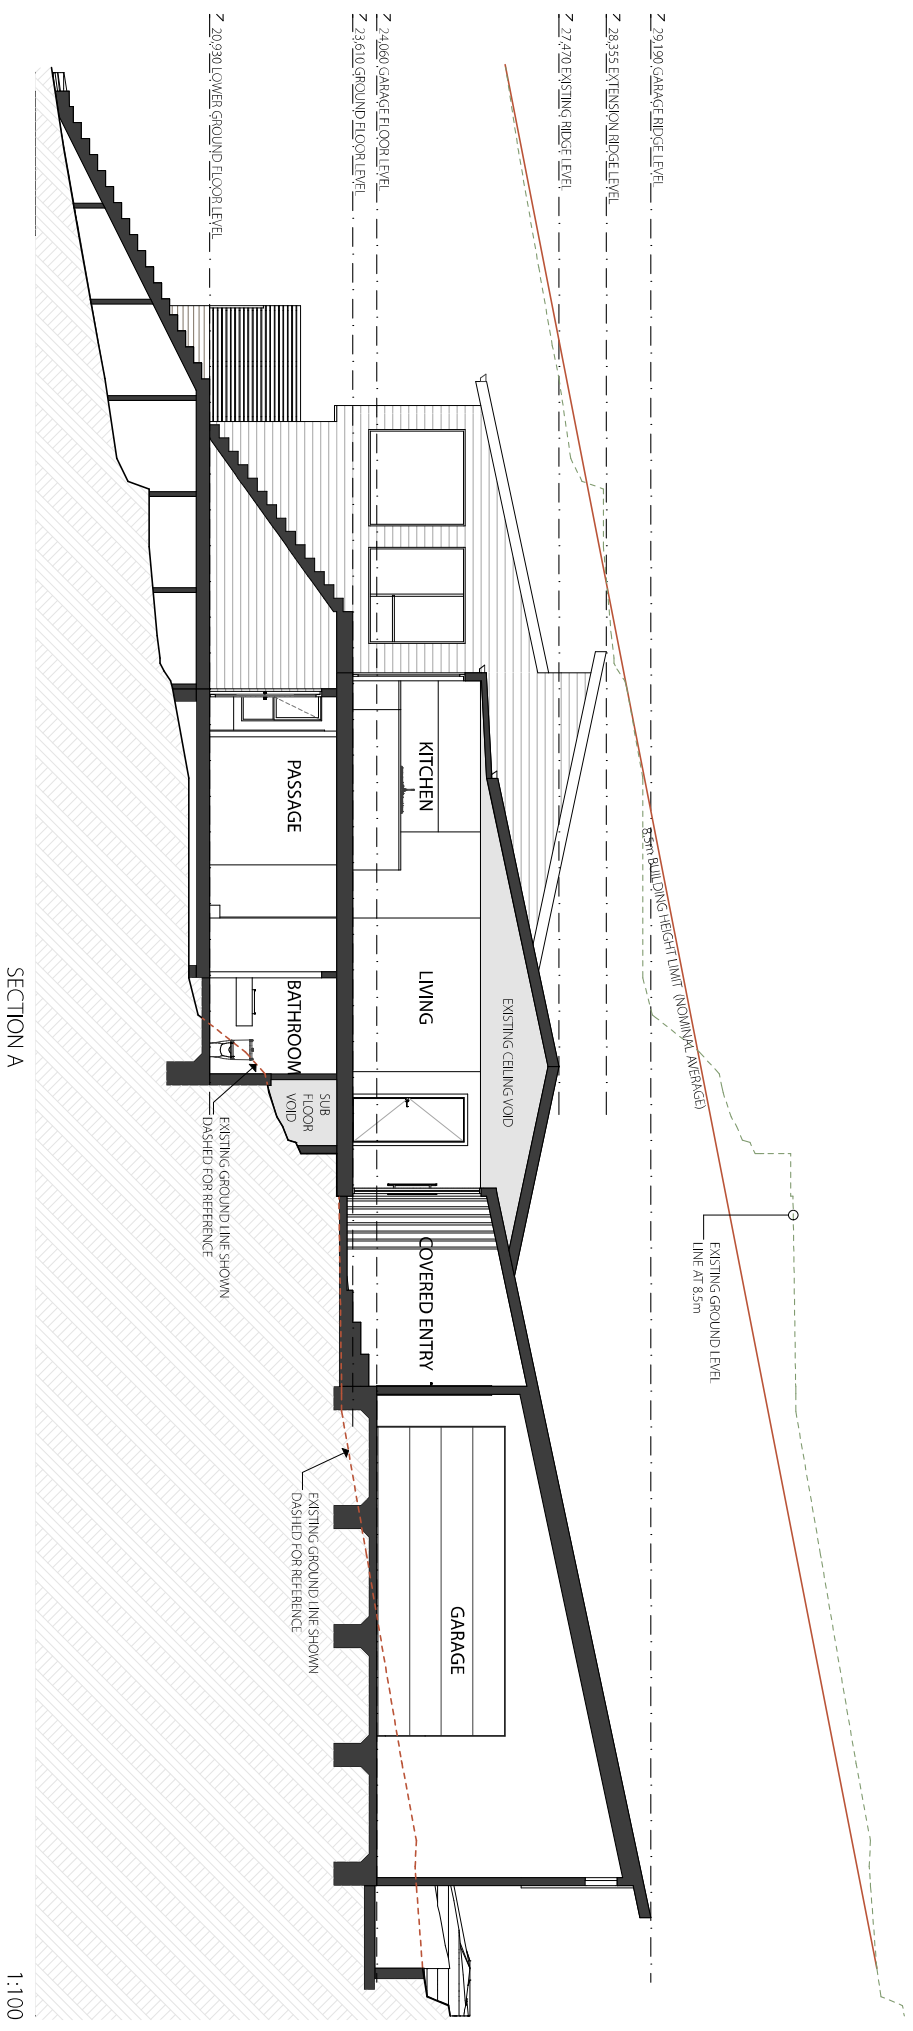 29,190 GARAGE RIDGE LEVEL
28,355 EXTENSION RIDGE LEVEL
27,470 EXISTING RIDGE LEVEL
24,060 GARAGE FLOOR LEVEL
23,610 GROUND FLOOR LEVEL
20,930 LOWER GROUND FLOOR LEVEL
8.5m BUILDING HEIGHT LIMIT (NOMINAL AVERAGE)
EXISTING GROUND LEVEL
LINE AT 8.5m
EXISTING CEILING VOID
KITCHEN
LIVING
COVERED ENTRY
GARAGE
PASSAGE
BATHROOM
SUB
FLOOR
VOID
EXISTING GROUND LINE SHOWN
DASHED FOR REFERENCE
EXISTING GROUND LINE SHOWN
DASHED FOR REFERENCE
SECTION A
1:100